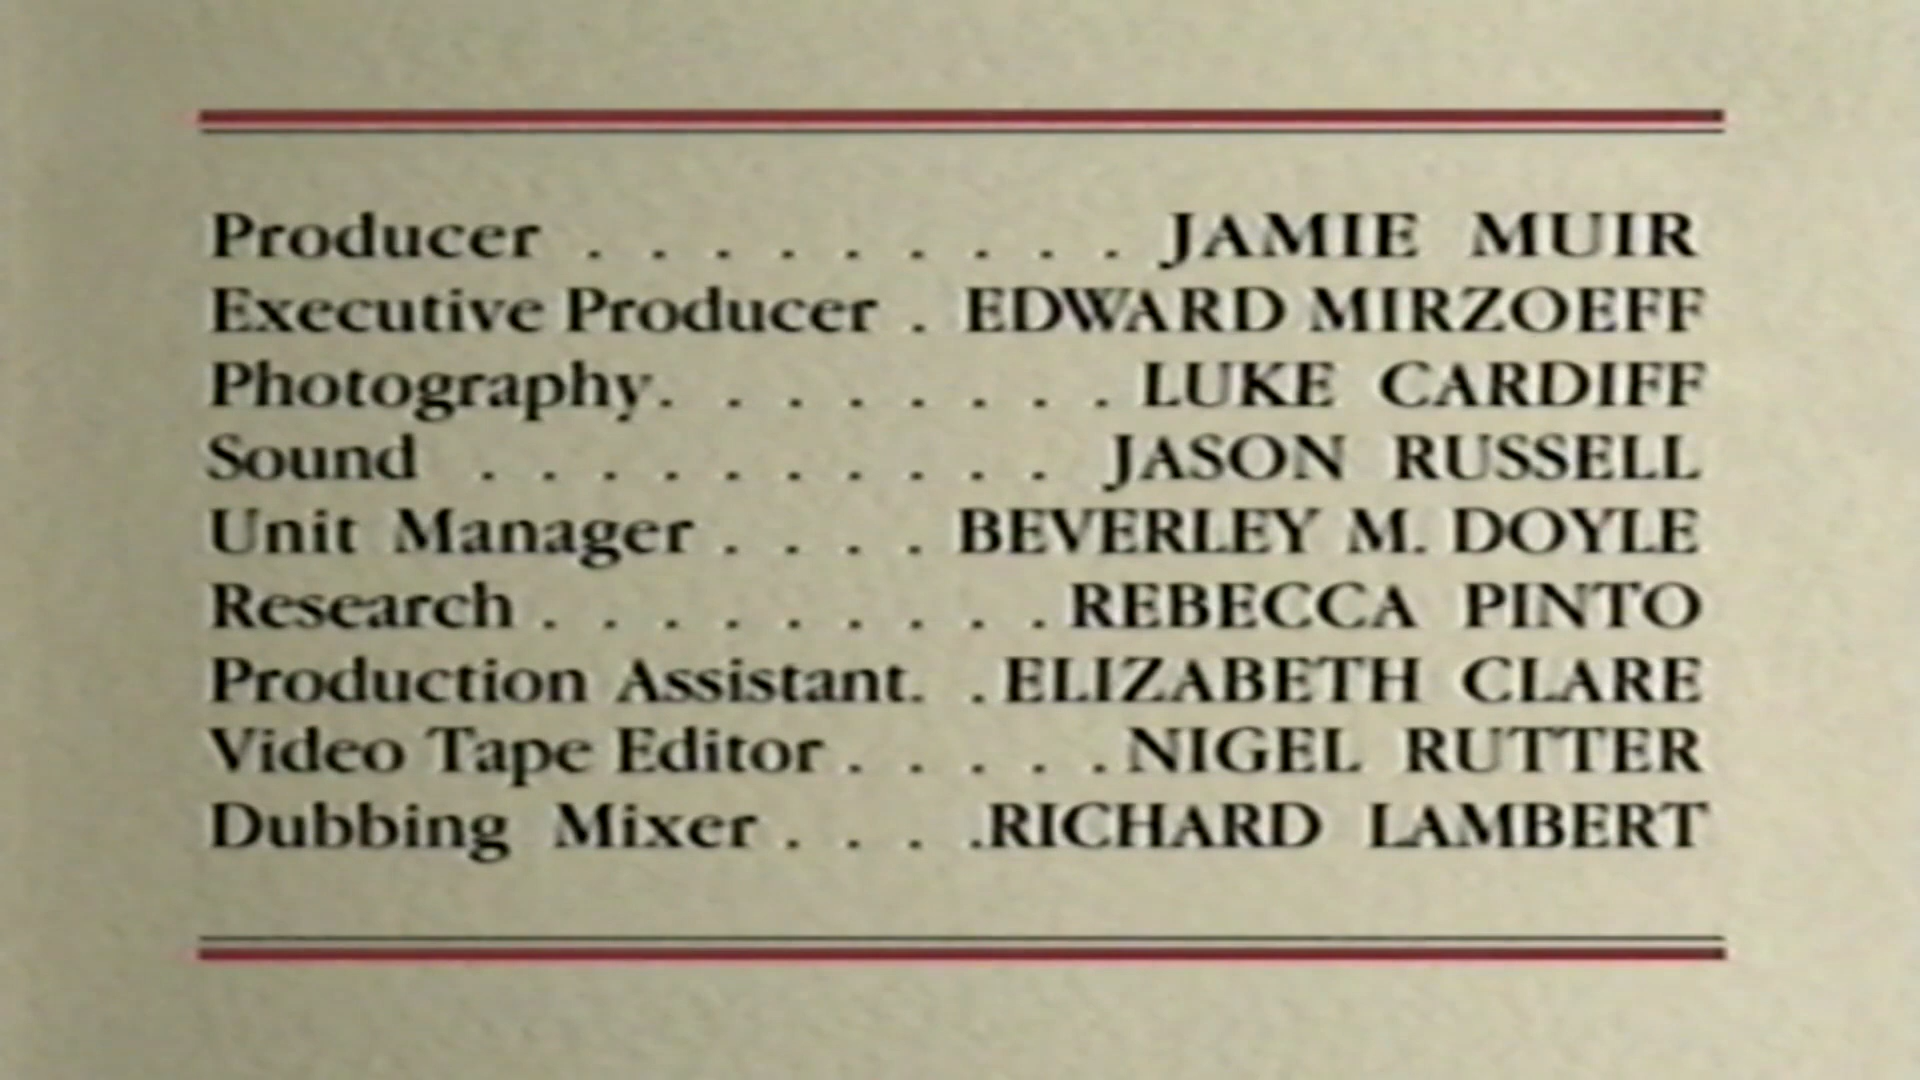 Producer . . . . . . . . . JAMIE MUIR
Executive Producer . EDWARD MIRZOEFF
Photography. . . . . . . . LUKE CARDIFF
Sound . . . . . . . . . . JASON RUSSELL
Unit Manager . . . . BEVERLEY M. DOYLE
Research . . . . . . . . . REBECCA PINTO
Production Assistant. . ELIZABETH CLARE
Video Tape Editor . . . . . NIGEL RUTTER
Dubbing Mixer . . . .RICHARD LAMBERT